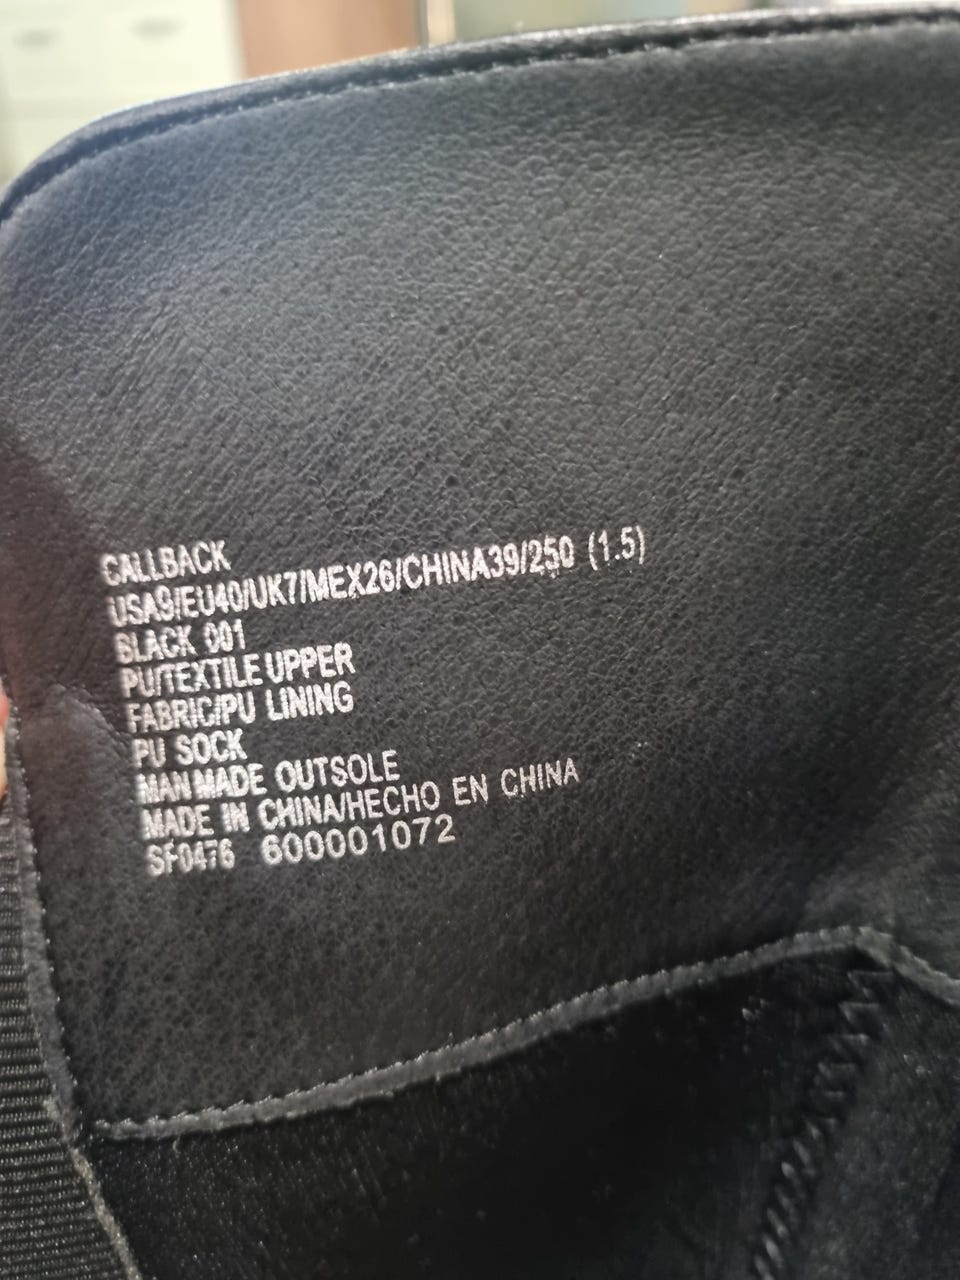 CALLBACK
USA9/EU40/UK7/MEX26/CHINA39/250 (1.5)
BLACK 001
PU/TEXTILE UPPER
FABRIC/PU LINING
PU SOCK
MAN MADE OUTSOLE
MADE IN CHINA/HECHO EN CHINA
SF0476 600001072